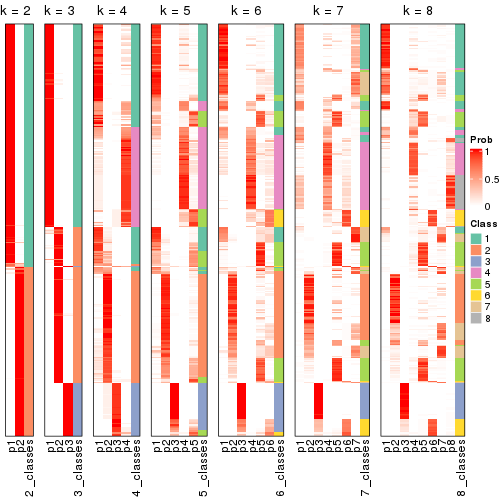 k = 2 k = 3 k = 4 k = 5 k = 6 k = 7 k = 8
Prob
1
0.5
0
Class
1
2
3
4
5
6
7
8
p1 p2 2_classes
p1 p2 p3 3_classes
p1 p2 p3 p4 4_classes
p1 p2 p3 p4 p5 5_classes
p1 p2 p3 p4 p5 p6 6_classes
p1 p2 p3 p4 p5 p6 p7 7_classes
p1 p2 p3 p4 p5 p6 p7 p8 8_classes